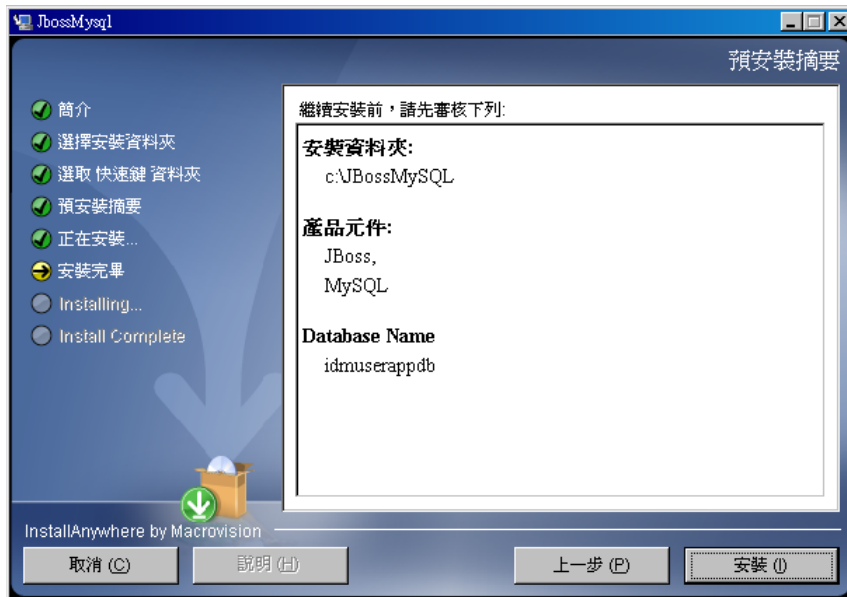 JbossMysql
預安裝摘要
簡介
選擇安裝資料夾
選取 快速鍵 資料夾
預安裝摘要
正在安裝...
安裝完畢
Installing...
Install Complete
繼續安裝前，請先審核下列:
安裝資料夾:
c:\JBossMySQL
產品元件:
JBoss,
MySQL
Database Name
idmuserappdb
InstallAnywhere by Macrovision
取消 (C)
說明 (H)
上一步 (P)
安裝 (I)